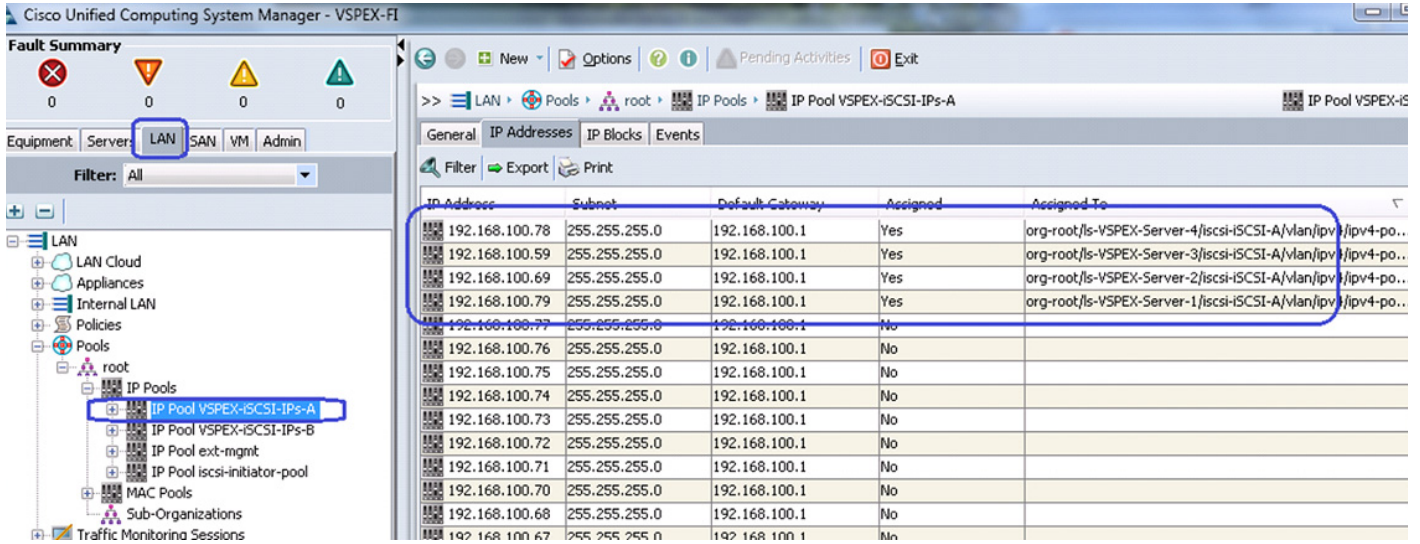 Cisco Unified Computing System Manager - VSPEX-FI
Fault Summary
0 0 0 0
Equipment Servers LAN SAN VM Admin
Filter: All
LAN
LAN Cloud
Appliances
Internal LAN
Policies
Pools
root
IP Pools
IP Pool VSPEX-iSCSI-IPs-A
IP Pool VSPEX-iSCSI-IPs-B
IP Pool ext-mgmt
IP Pool iscsi-initiator-pool
MAC Pools
Sub-Organizations
Traffic Monitoring Sessions
New Options Pending Activities Exit
>> LAN Pools root IP Pools IP Pool VSPEX-iSCSI-IPs-A IP Pool VSPEX-iS
General IP Addresses IP Blocks Events
Filter Export Print
IP Address Subnet Default Gateway Assigned Assigned To
192.168.100.78 255.255.255.0 192.168.100.1 Yes org-root/ls-VSPEX-Server-4/iscsi-iSCSI-A/vlan/ipv4/ipv4-po...
192.168.100.59 255.255.255.0 192.168.100.1 Yes org-root/ls-VSPEX-Server-3/iscsi-iSCSI-A/vlan/ipv4/ipv4-po...
192.168.100.69 255.255.255.0 192.168.100.1 Yes org-root/ls-VSPEX-Server-2/iscsi-iSCSI-A/vlan/ipv4/ipv4-po...
192.168.100.79 255.255.255.0 192.168.100.1 Yes org-root/ls-VSPEX-Server-1/iscsi-iSCSI-A/vlan/ipv4/ipv4-po...
192.168.100.77 255.255.255.0 192.168.100.1 No
192.168.100.76 255.255.255.0 192.168.100.1 No
192.168.100.75 255.255.255.0 192.168.100.1 No
192.168.100.74 255.255.255.0 192.168.100.1 No
192.168.100.73 255.255.255.0 192.168.100.1 No
192.168.100.72 255.255.255.0 192.168.100.1 No
192.168.100.71 255.255.255.0 192.168.100.1 No
192.168.100.70 255.255.255.0 192.168.100.1 No
192.168.100.68 255.255.255.0 192.168.100.1 No
192.168.100.67 255.255.255.0 192.168.100.1 No